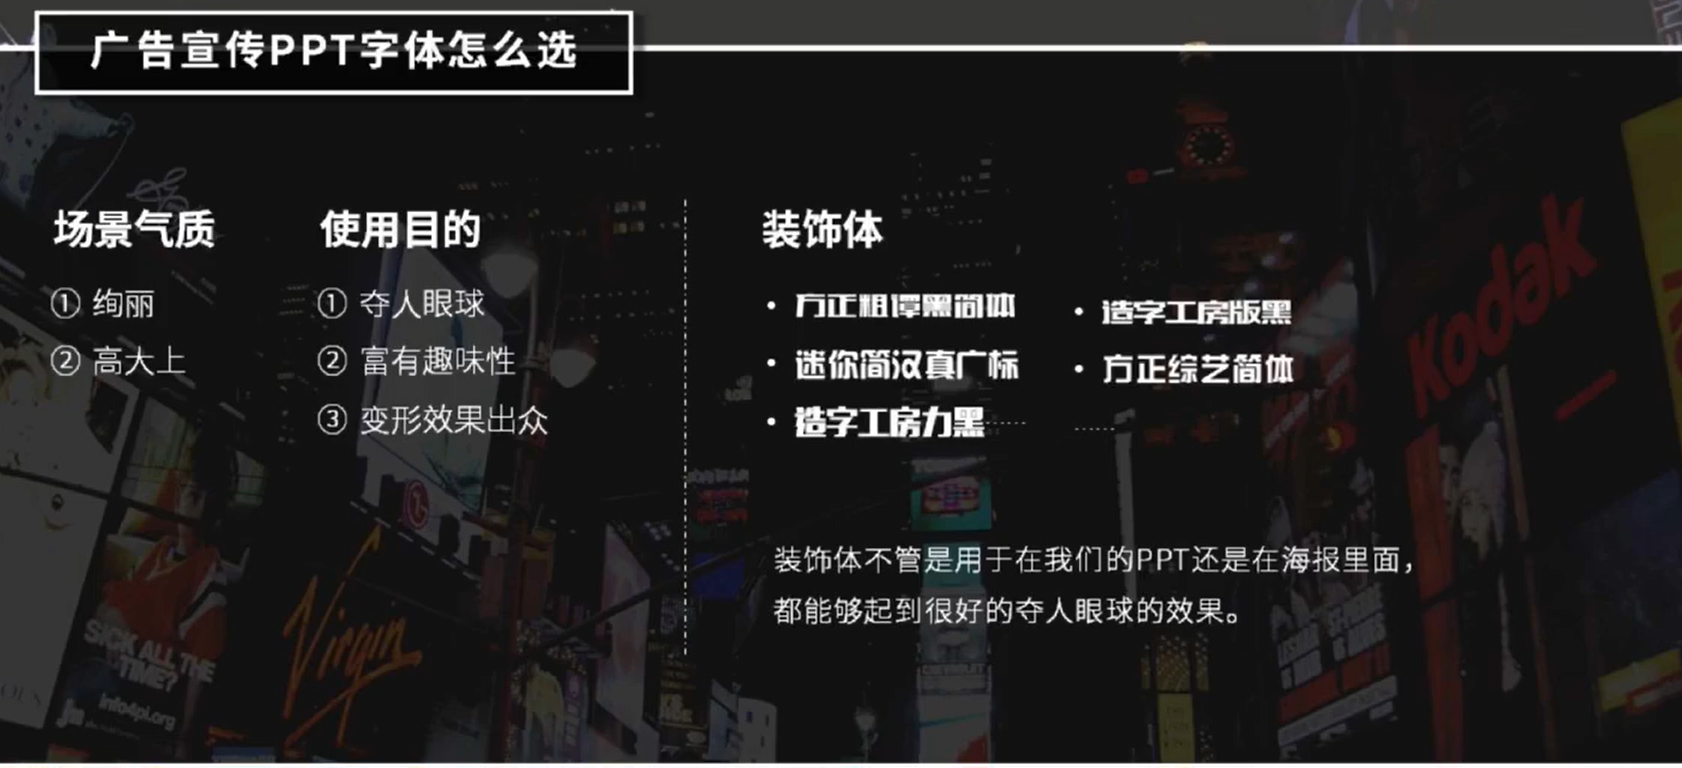 广告宣传PPT字体怎么选
场景气质
① 绚丽
② 高大上
使用目的
① 夺人眼球
② 富有趣味性
③ 变形效果出众
装饰体
• 方正粗谭黑简体
• 迷你简汉真广标
• 造字工房力黑......
• 造字工房版黑
• 方正综艺简体
......
装饰体不管是用于在我们的PPT还是在海报里面，
都能够起到很好的夺人眼球的效果。
Kodak
Virgin
SICK ALL THE
TIME?
info4pi.org